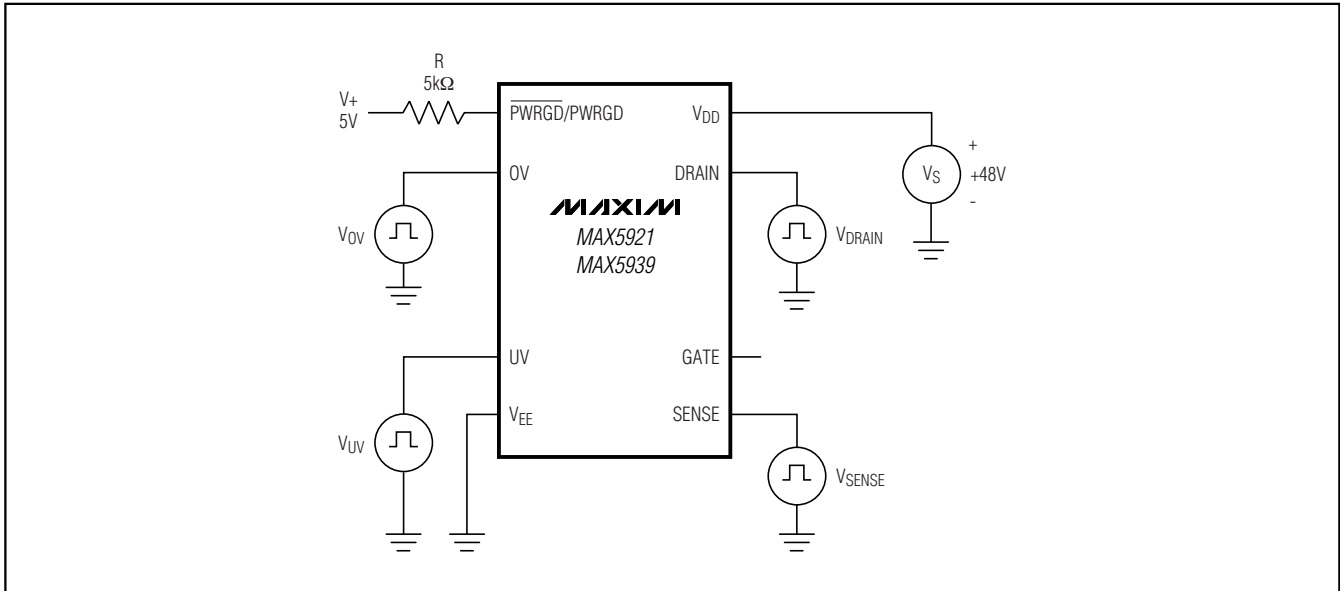 R
5kΩ
V+
5V
PWRGD/PWRGD
VDD
+
VS
+48V
-
OV
DRAIN
MAXIM
MAX5921
MAX5939
VOV
VDRAIN
UV
GATE
VEE
SENSE
VUV
VSENSE